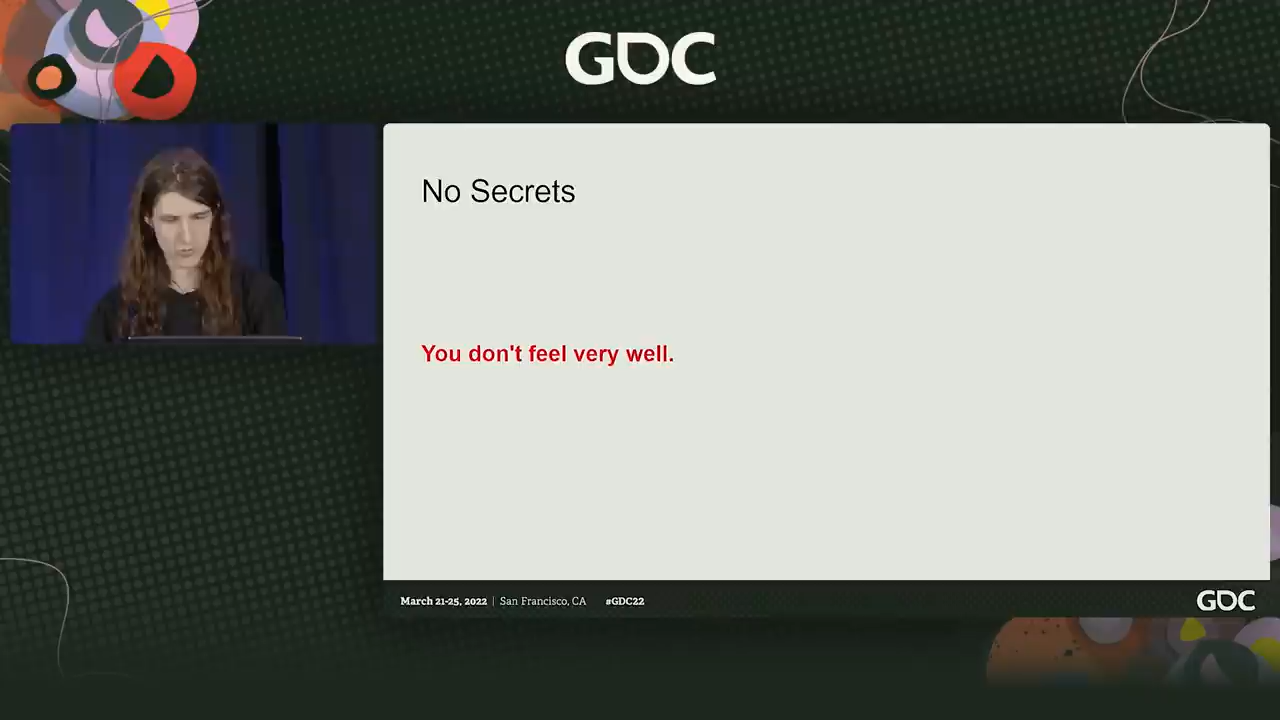 GDC
No Secrets
You don't feel very well.
March 21-25, 2022 | San Francisco, CA #GDC22
GDC